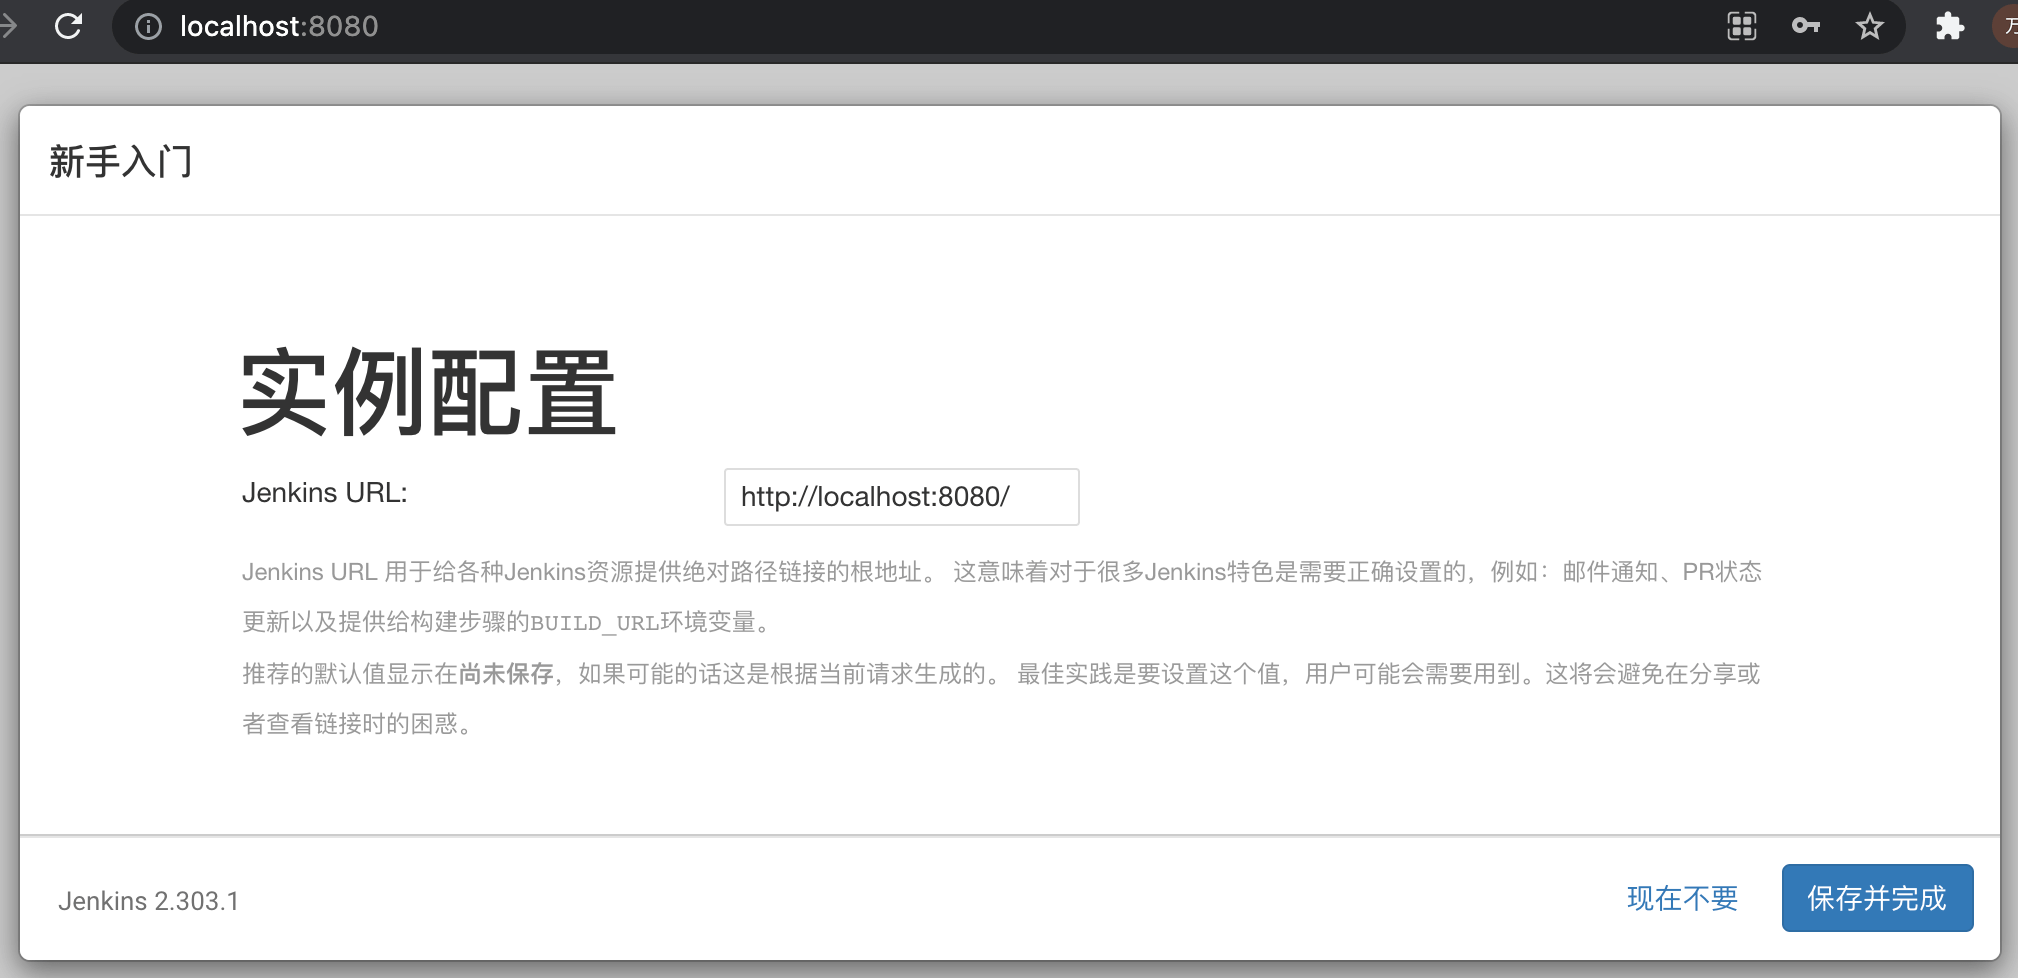 localhost:8080
万
新手入门
实例配置
Jenkins URL:
http://localhost:8080/
Jenkins URL 用于给各种Jenkins资源提供绝对路径链接的根地址。 这意味着对于很多Jenkins特色是需要正确设置的，例如：邮件通知、PR状态
更新以及提供给构建步骤的BUILD_URL环境变量。
推荐的默认值显示在尚未保存，如果可能的话这是根据当前请求生成的。 最佳实践是要设置这个值，用户可能会需要用到。这将会避免在分享或
者查看链接时的困惑。
Jenkins 2.303.1
现在不要
保存并完成